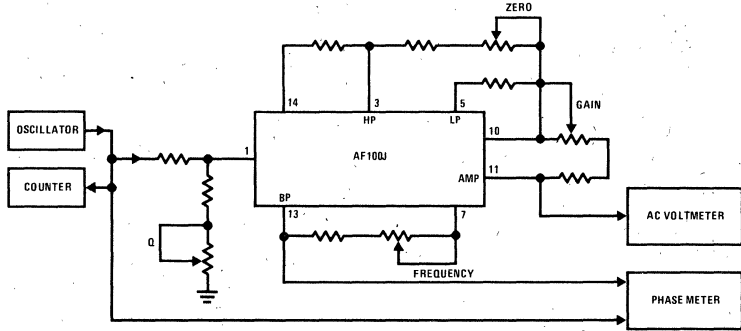 ZERO
14
3
HP
5
LP
GAIN
OSCILLATOR
COUNTER
1
AF100J
10
AMP
11
BP
13
7
Q
FREQUENCY
AC VOLTMETER
PHASE METER